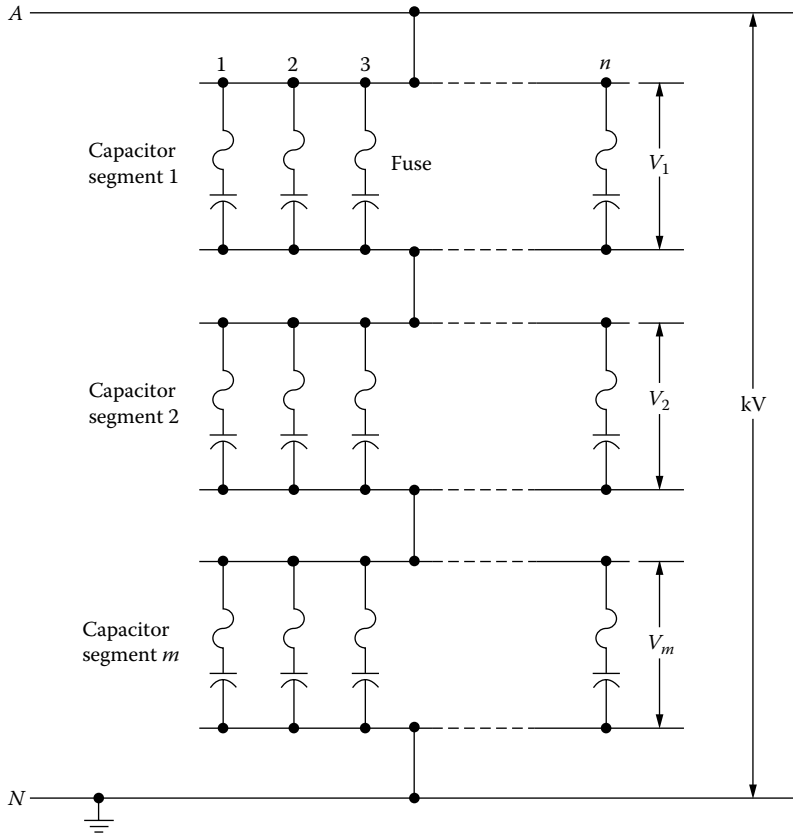 A
1 2 3 n
Capacitor
segment 1
Fuse
V₁
Capacitor
segment 2
V₂
kV
Capacitor
segment m
Vₘ
N